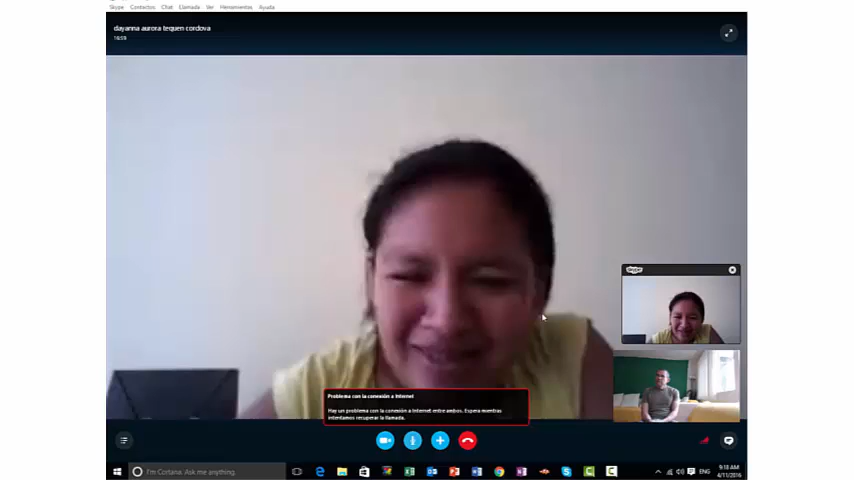 Skype Contactos Chat Llamada Ver Herramientas Ayuda
dayanna aurora tequen cordova
skype
Problema con la conexión a Internet
Hay un problema con la conexión a Internet entre ambos. Espera mientras
intentamos recuperar la llamada.
I'm Cortana. Ask me anything.
ENG
9:18 AM
4/11/2016